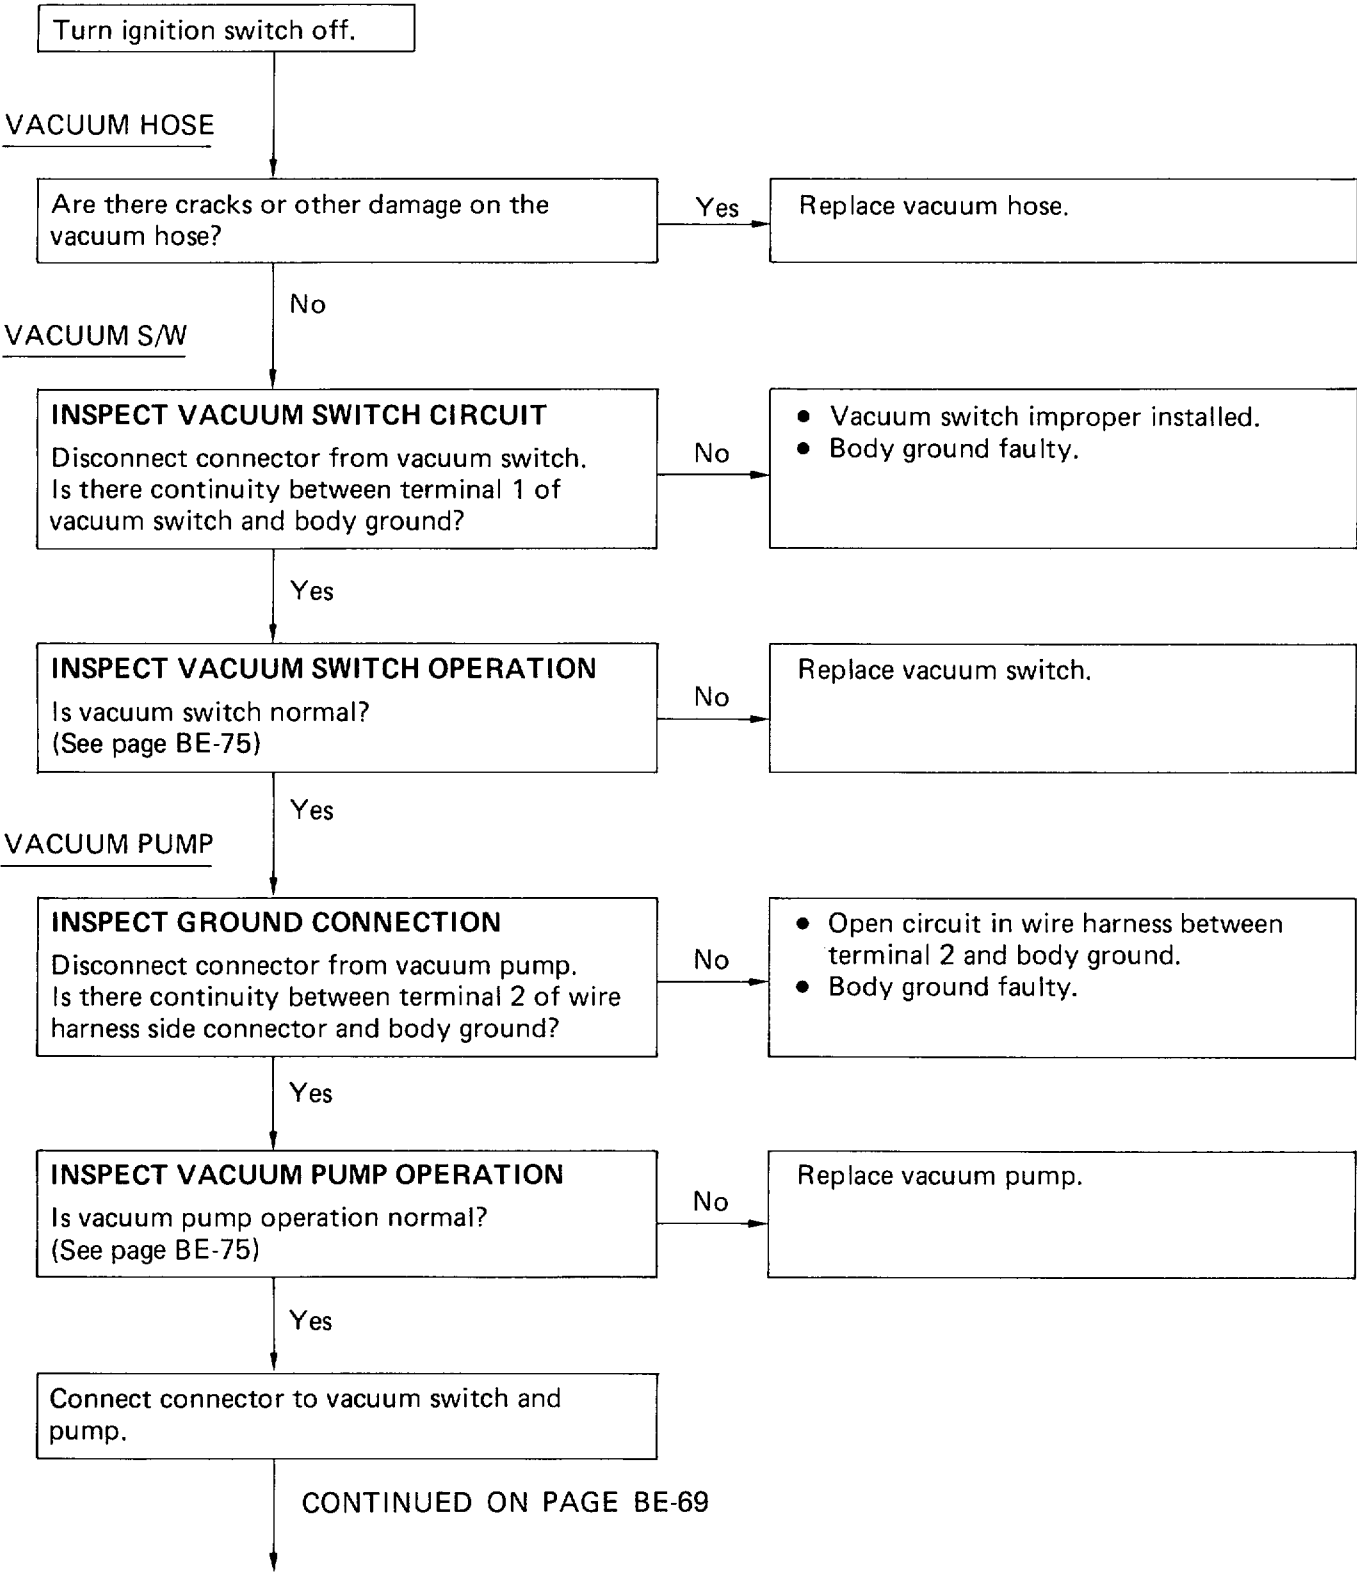 Turn ignition switch off.
VACUUM HOSE
Are there cracks or other damage on the
vacuum hose?
Yes
Replace vacuum hose.
No
VACUUM S/W
INSPECT VACUUM SWITCH CIRCUIT
Disconnect connector from vacuum switch.
Is there continuity between terminal 1 of
vacuum switch and body ground?
No
● Vacuum switch improper installed.
● Body ground faulty.
Yes
INSPECT VACUUM SWITCH OPERATION
Is vacuum switch normal?
(See page BE-75)
No
Replace vacuum switch.
Yes
VACUUM PUMP
INSPECT GROUND CONNECTION
Disconnect connector from vacuum pump.
Is there continuity between terminal 2 of wire
harness side connector and body ground?
No
● Open circuit in wire harness between
terminal 2 and body ground.
● Body ground faulty.
Yes
INSPECT VACUUM PUMP OPERATION
Is vacuum pump operation normal?
(See page BE-75)
No
Replace vacuum pump.
Yes
Connect connector to vacuum switch and
pump.
CONTINUED ON PAGE BE-69